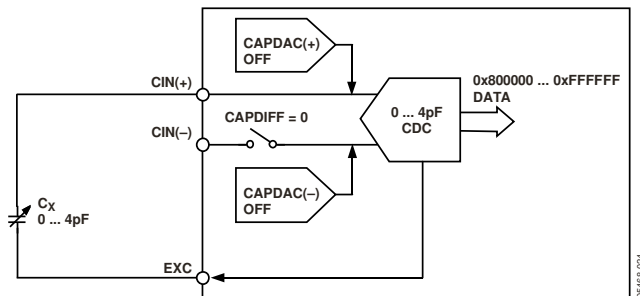 CAPDAC(+)
OFF
CIN(+)
0x800000 ... 0xFFFFFF
DATA
CAPDIFF = 0
0 ... 4pF
CDC
CIN(–)
CAPDAC(–)
OFF
CX
0 ... 4pF
EXC